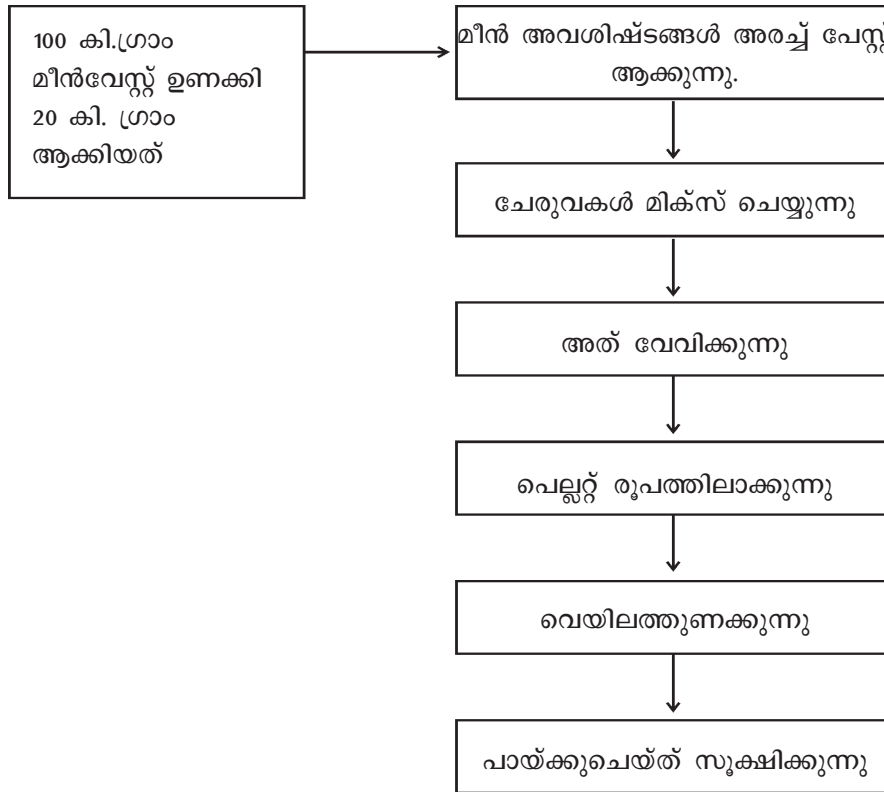 100 കി.ഗ്രാം
മീൻവേസ്റ്റ് ഉണക്കി
20 കി. ഗ്രാം
ആക്കിയത്
മീൻ അവശിഷ്ടങ്ങൾ അരച്ച് പേസ്റ്റ്
ആക്കുന്നു.
ചേരുവകൾ മിക്സ് ചെയ്യുന്നു
അത് വേവിക്കുന്നു
പെല്ലറ്റ് രൂപത്തിലാക്കുന്നു
വെയിലത്തുണക്കുന്നു
പായ്ക്കുചെയ്ത് സൂക്ഷിക്കുന്നു